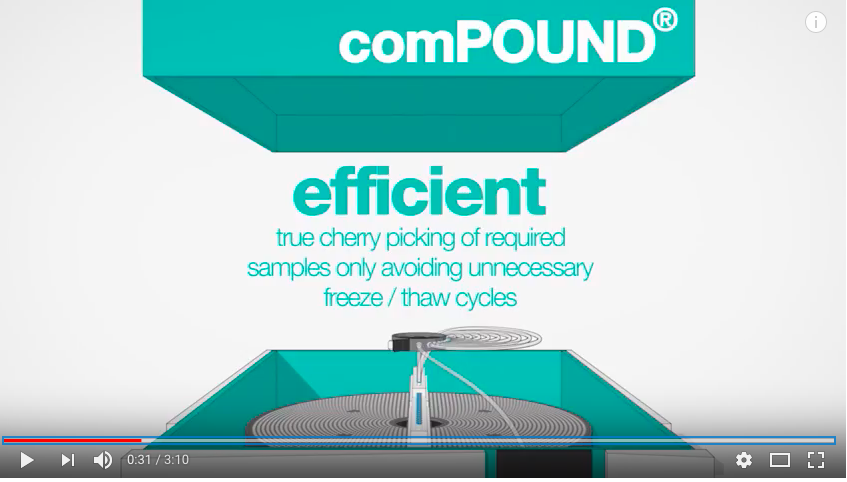 comPOUND®
efficient
true cherry picking of required
samples only avoiding unnecessary
freeze / thaw cycles
0:31 / 3:10